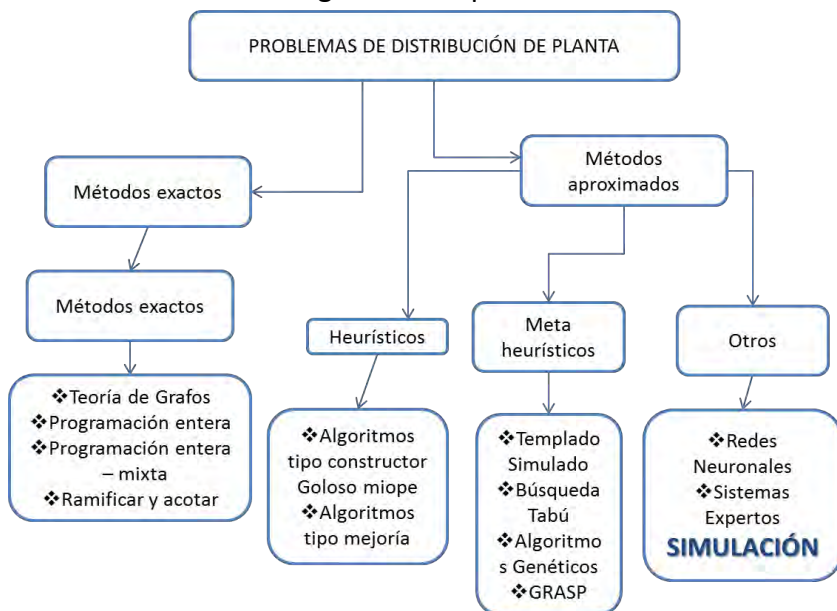 PROBLEMAS DE DISTRIBUCIÓN DE PLANTA
Métodos exactos
Métodos
aproximados
Métodos exactos
Heurísticos
Meta
heurísticos
Otros
❖Teoría de Grafos
❖Programación entera
❖Programación entera
– mixta
❖Ramificar y acotar
❖Algoritmos
tipo constructor
Goloso miope
❖Algoritmos
tipo mejoría
❖Templado
Simulado
❖Búsqueda
Tabú
❖Algoritmo
s Genéticos
❖GRASP
❖Redes
Neuronales
❖Sistemas
Expertos
SIMULACIÓN